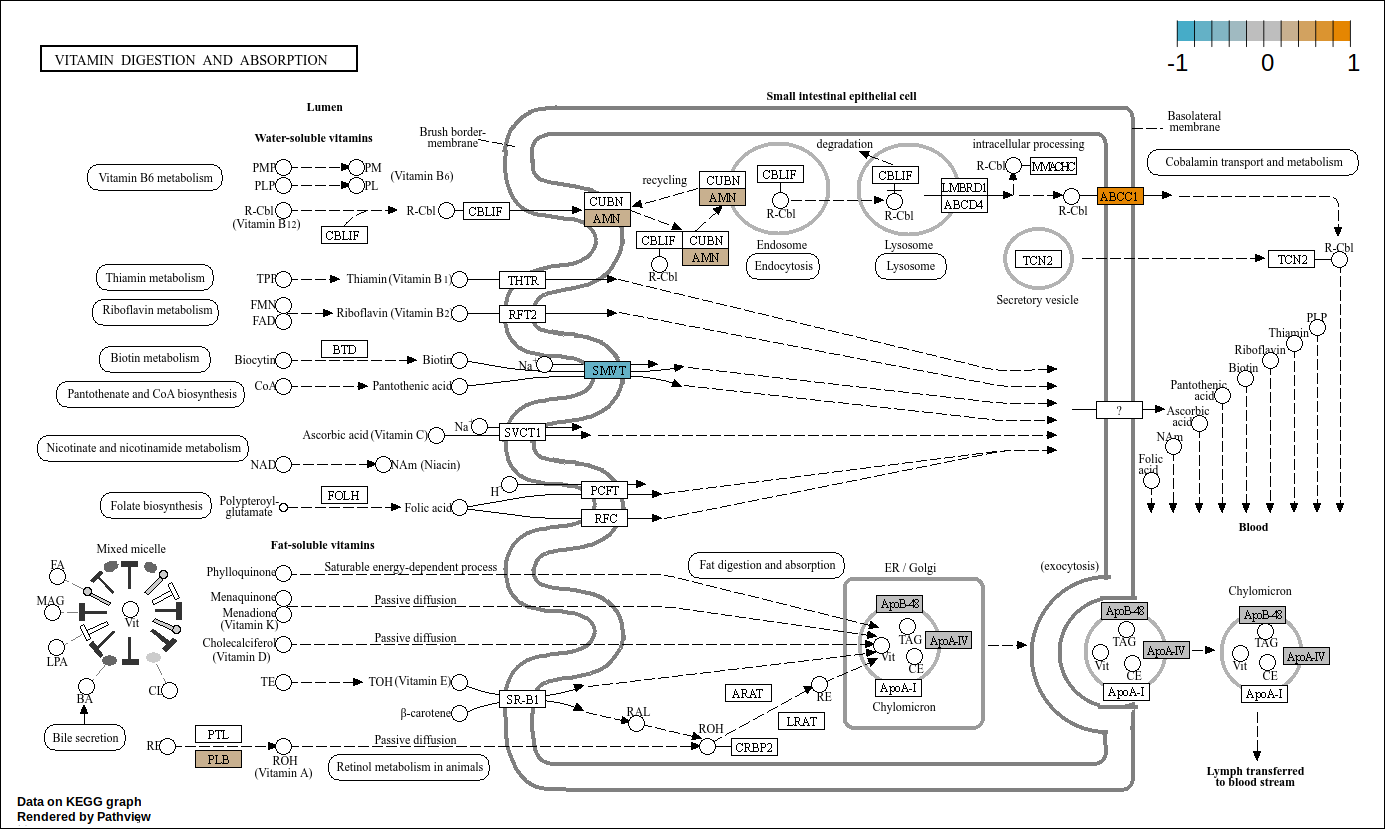 -1 0 1
VITAMIN DIGESTION AND ABSORPTION
Small intestinal epithelial cell
Lumen
Water-soluble vitamins
Brush border-
membrane
Basolateral
membrane
degradation
intracellular processing
Cobalamin transport and metabolism
Vitamin B6 metabolism
PMP
PM
PLP
PL
(Vitamin B6)
R-Cbl
(Vitamin B12)
CBLIF
R-Cbl
CBLIF
CUBN
AMN
recycling
CUBN
AMN
CBLIF
CUBN
AMN
R-Cbl
CBLIF
R-Cbl
Endosome
Endocytosis
CBLIF
R-Cbl
Lysosome
Lysosome
LMBRD1
ABCD4
R-Cbl
MMACHC
R-Cbl
ABCC1
TCN2
Secretory vesicle
TCN2
R-Cbl
Thiamin metabolism
TPP
Thiamin (Vitamin B1)
THTR
Riboflavin metabolism
FMN
FAD
Riboflavin (Vitamin B2
RFT2
Biotin metabolism
Biocytin
BTD
Biotin
Na+
SMVT
Pantothenate and CoA biosynthesis
CoA
Pantothenic acid
Ascorbic acid (Vitamin C)
Na+
SVCT1
Nicotinate and nicotinamide metabolism
NAD
NAm (Niacin)
Folate biosynthesis
Polypteroyl-
glutamate
FOLH
Folic acid
H+
PCFT
RFC
?
PLP
Thiamin
Riboflavin
Biotin
Pantothenic
acid
Ascorbic
acid
NAm
Folic
acid
Blood
Fat-soluble vitamins
Mixed micelle
FA
MAG
LPA
BA
CL
Vit
Bile secretion
Phylloquinone
Saturable energy-dependent process
Menaquinone
Menadione
(Vitamin K)
Passive diffusion
Cholecalciferol
(Vitamin D)
Passive diffusion
TE
TOH (Vitamin E)
β-carotene
SR-B1
RE
PTL
PLB
ROH
(Vitamin A)
Passive diffusion
Retinol metabolism in animals
RAL
ROH
CRBP2
ARAT
LRAT
RE
Fat digestion and absorption
ER / Golgi
ApoB-48
TAG
ApoA-IV
Vit
CE
ApoA-I
Chylomicron
(exocytosis)
ApoB-48
TAG
ApoA-IV
Vit
CE
ApoA-I
Chylomicron
ApoB-48
TAG
ApoA-IV
Vit
CE
ApoA-I
Lymph transferred
to blood stream
Data on KEGG graph
Rendered by Pathview